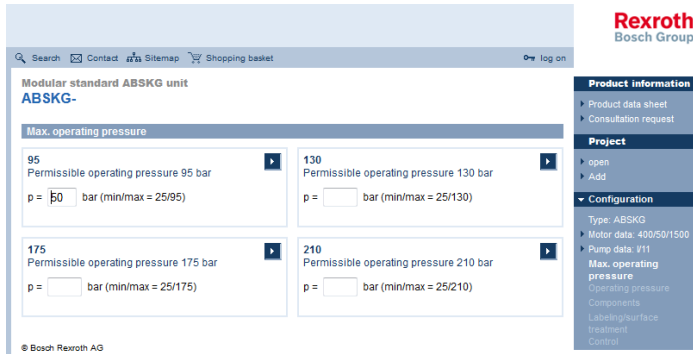 Rexroth
Bosch Group
Search Contact Sitemap Shopping basket log on
Modular standard ABSKG unit
ABSKG-
Max. operating pressure
95
Permissible operating pressure 95 bar
p = 50 bar (min/max = 25/95)
130
Permissible operating pressure 130 bar
p = bar (min/max = 25/130)
175
Permissible operating pressure 175 bar
p = bar (min/max = 25/175)
210
Permissible operating pressure 210 bar
p = bar (min/max = 25/210)
© Bosch Rexroth AG
Product information
Product data sheet
Consultation request
Project
open
Add
Configuration
Type: ABSKG
Motor data: 400/50/1500
Pump data: V11
Max. operating
pressure
Operating pressure
Components
Labeling/surface
treatment
Control